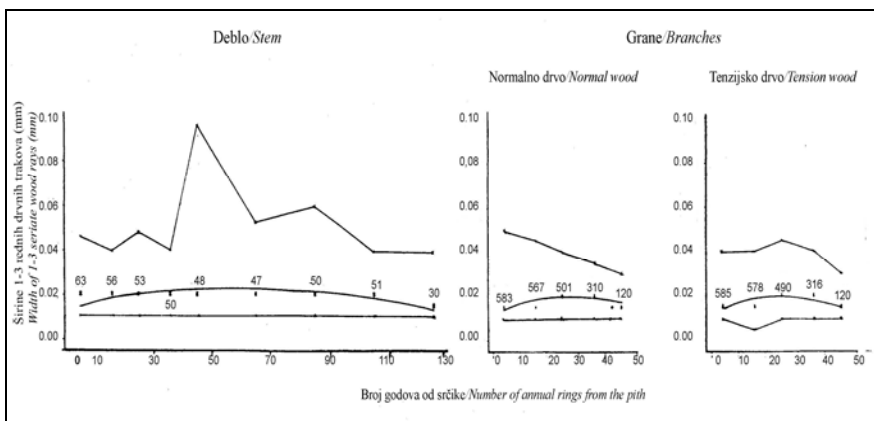 Deblo/Stem
Grane/Branches
Normalno drvo/Normal wood
Tenzijsko drvo/Tension wood
Širine 1-3 rednih drvnih trakova (mm)
Width of 1-3 seriate wood rays (mm)
0.10
0.08
0.06
0.04
0.02
0.00
63 56 53 50 48 47 50 51 30
0 10 30 50 70 90 110 130
0.10
0,08
0.06
0.04
0.02
0.00
583 567 501 310 120
'0 10 20 30 40 50
0.10
0.08
0.06
0.04
0.02
0.00
585 578 490 316 120
'0 10 20 30 40 50
Broj godova od srčike/Number of annual rings from the pith